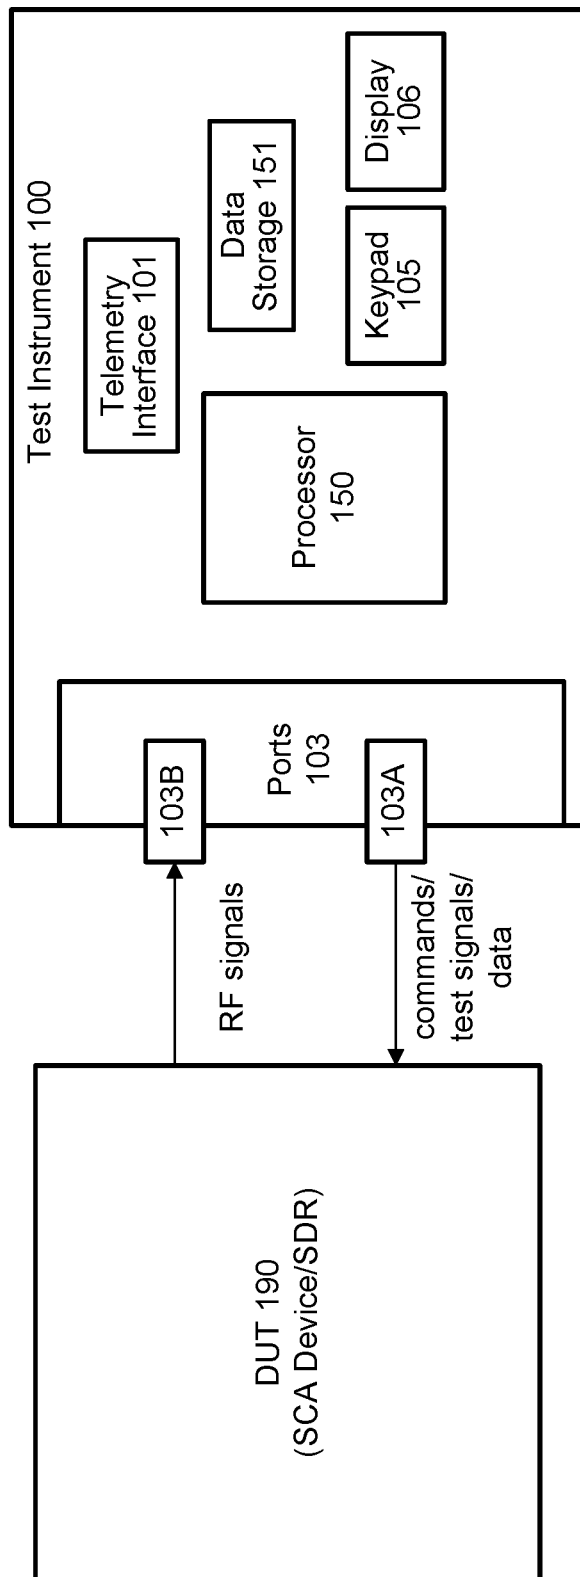 Test Instrument 100
Telemetry
Interface 101
Data
Storage 151
Display
106
Keypad
105
Processor
150
Ports
103
103B
103A
RF signals
commands/
test signals/
data
DUT 190
(SCA Device/SDR)